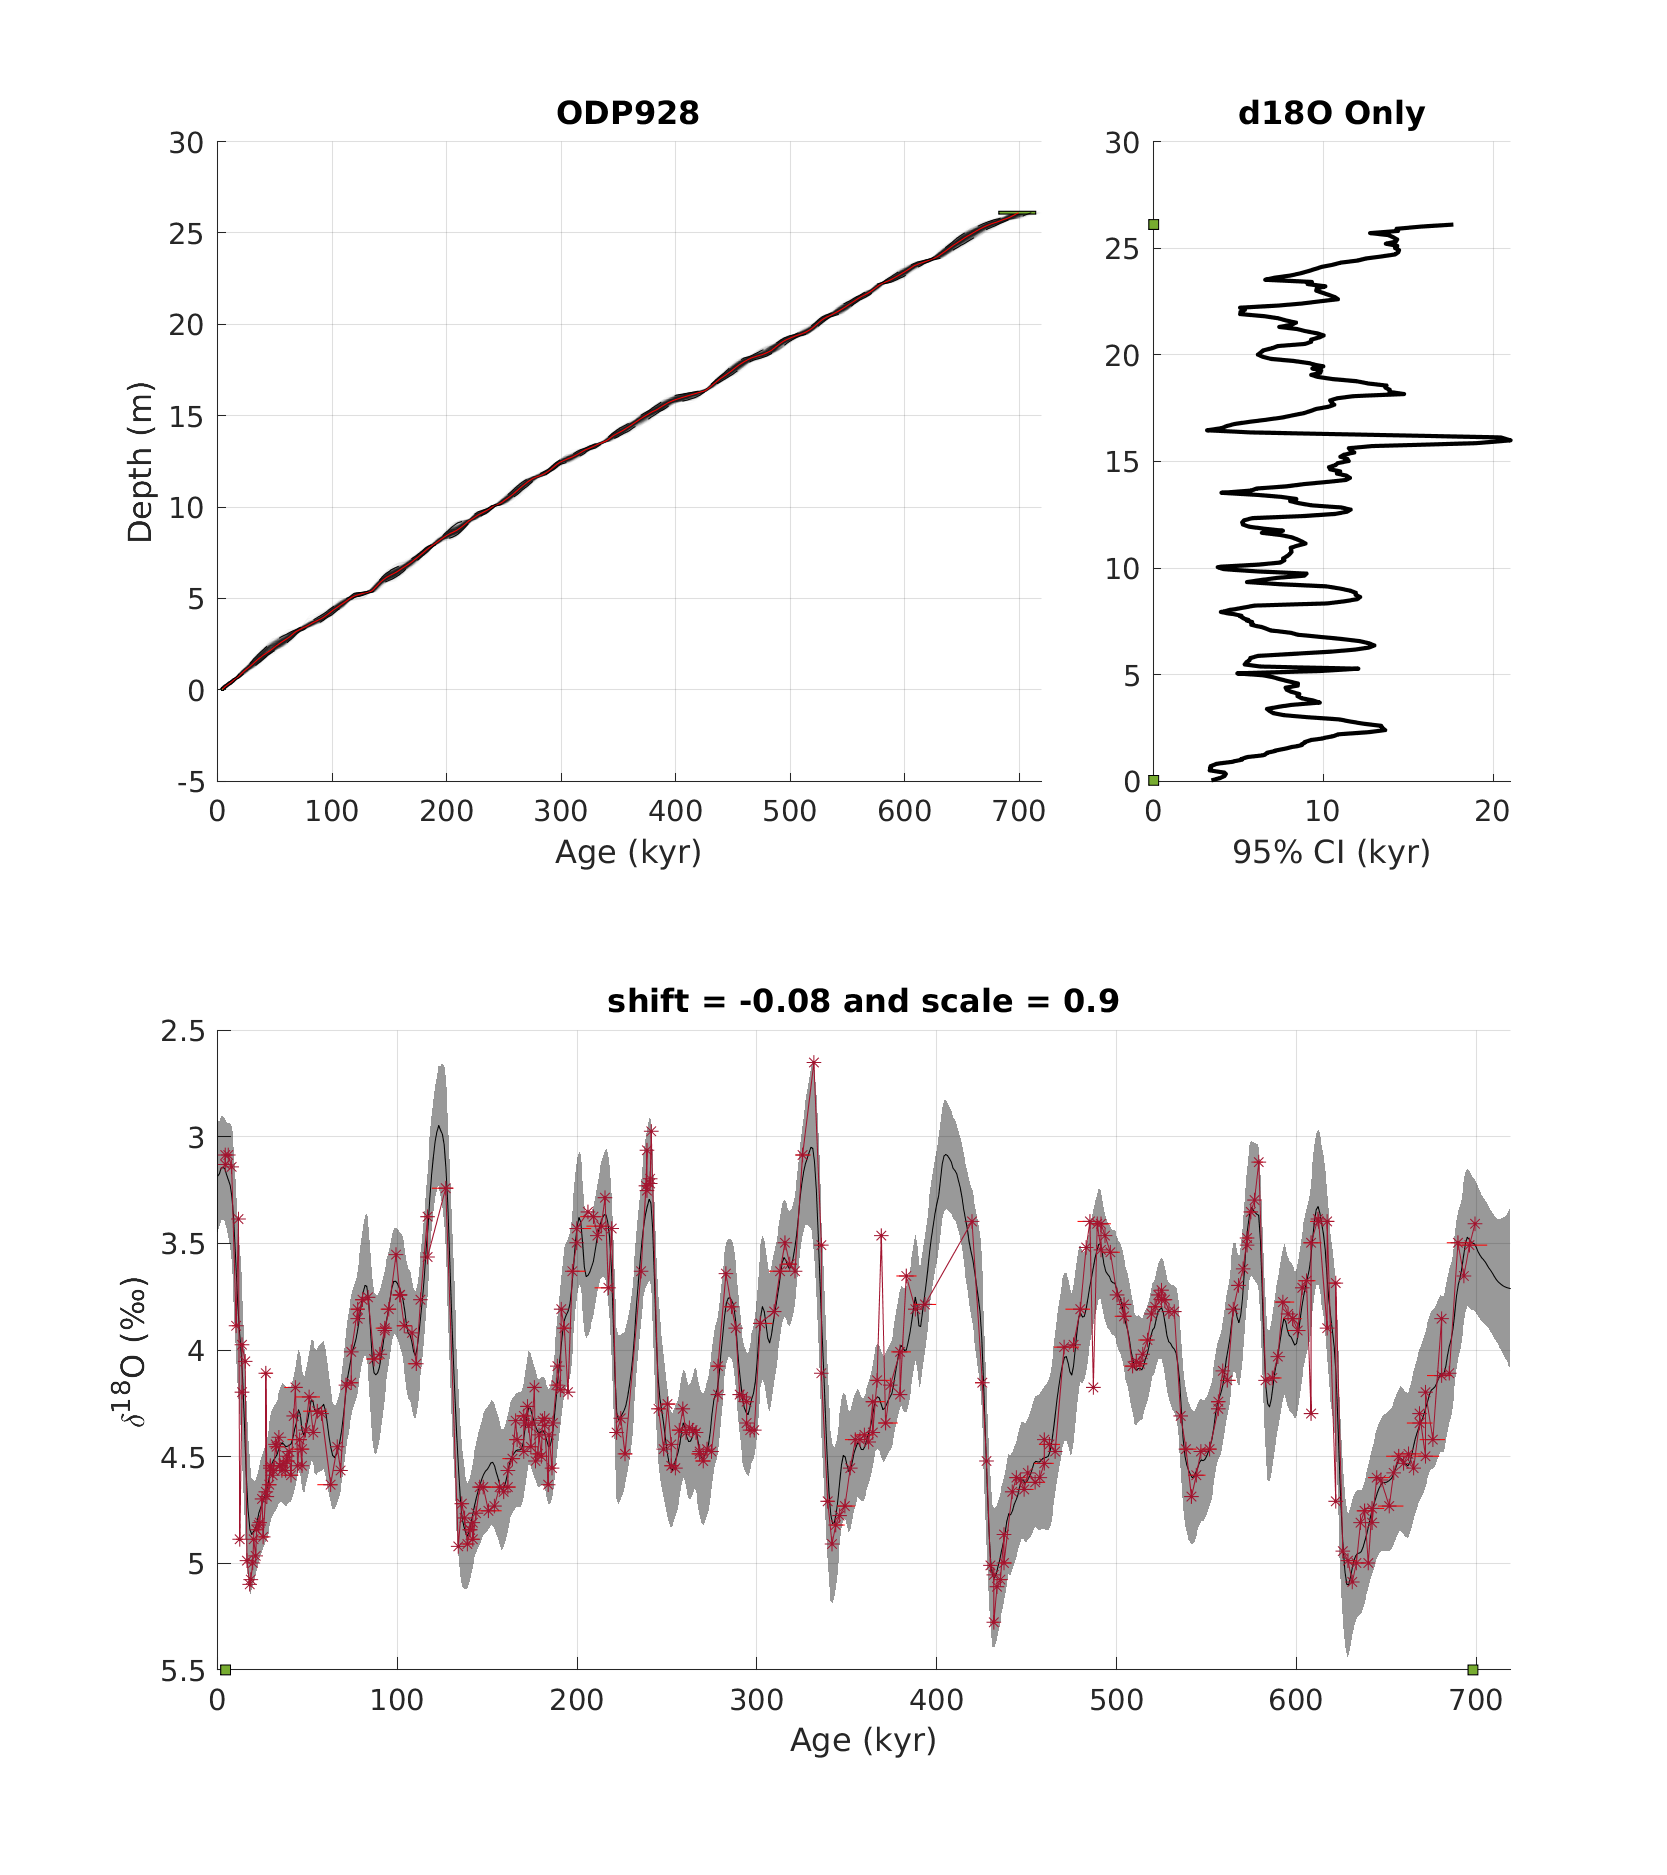 ODP928
d18O Only
30
25
20
15
10
5
0
-5
Depth (m)
0 100 200 300 400 500 600 700
Age (kyr)
30
25
20
15
10
5
0
0 10 20
95% CI (kyr)
shift = -0.08 and scale = 0.9
2.5
3
3.5
4
4.5
5
5.5
δ18O (‰)
0 100 200 300 400 500 600 700
Age (kyr)